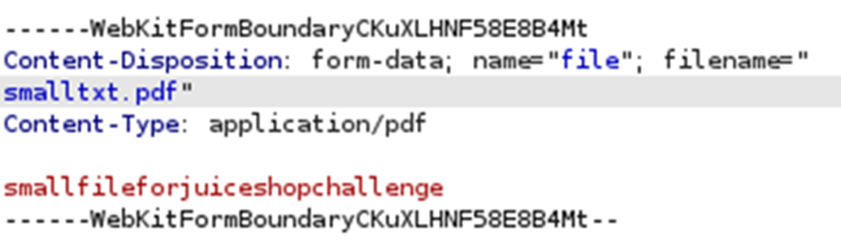 ------WebKitFormBoundaryCKuXLHNF58E8B4Mt
Content-Disposition: form-data; name="file"; filename="
smalltxt.pdf"
Content-Type: application/pdf
smallfileforjuiceshopchallenge
------WebKitFormBoundaryCKuXLHNF58E8B4Mt--